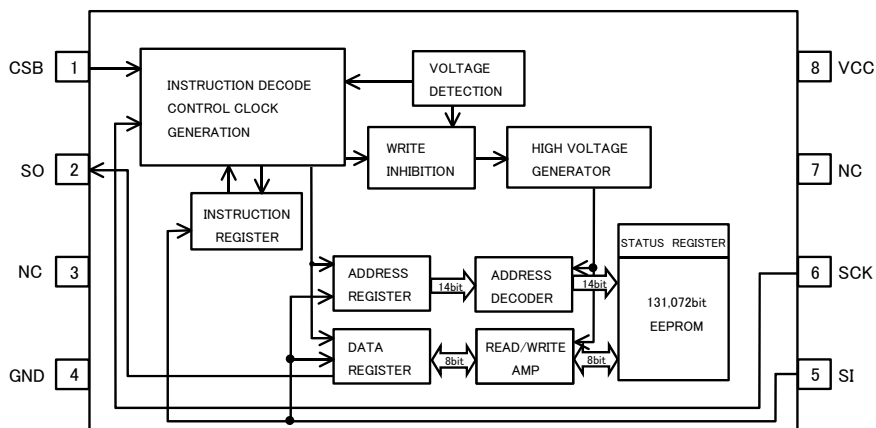 CSB
1
SO
2
NC
3
GND
4
INSTRUCTION DECODE
CONTROL CLOCK
GENERATION
VOLTAGE
DETECTION
WRITE
INHIBITION
HIGH VOLTAGE
GENERATOR
INSTRUCTION
REGISTER
ADDRESS
REGISTER
14bit
ADDRESS
DECODER
14bit
DATA
REGISTER
8bit
READ/WRITE
AMP
8bit
STATUS REGISTER
131,072bit
EEPROM
8
VCC
7
NC
6
SCK
5
SI